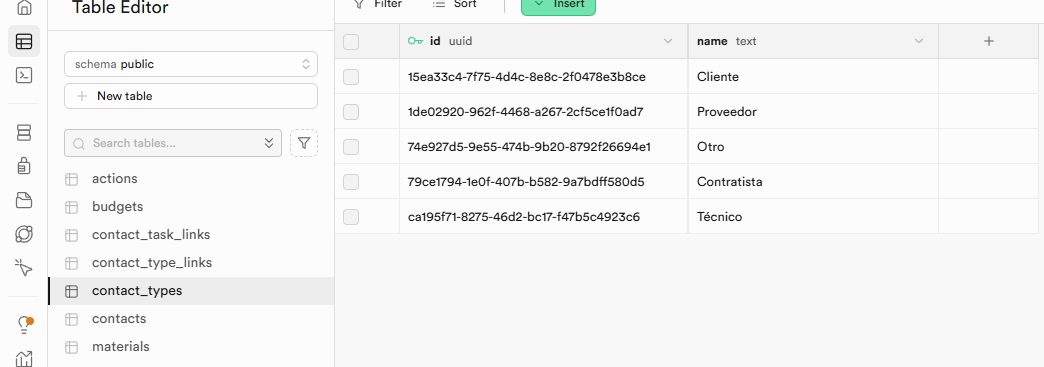 Table Editor
schema public
New table
Search tables...
actions
budgets
contact_task_links
contact_type_links
contact_types
contacts
materials
Filter Sort Insert
id uuid name text
15ea33c4-7f75-4d4c-8e8c-2f0478e3b8ce Cliente
1de02920-962f-4468-a267-2cf5ce1f0ad7 Proveedor
74e927d5-9e55-474b-9b20-8792f26694e1 Otro
79ce1794-1e0f-407b-b582-9a7bdff580d5 Contratista
ca195f71-8275-46d2-bc17-f47b5c4923c6 Técnico